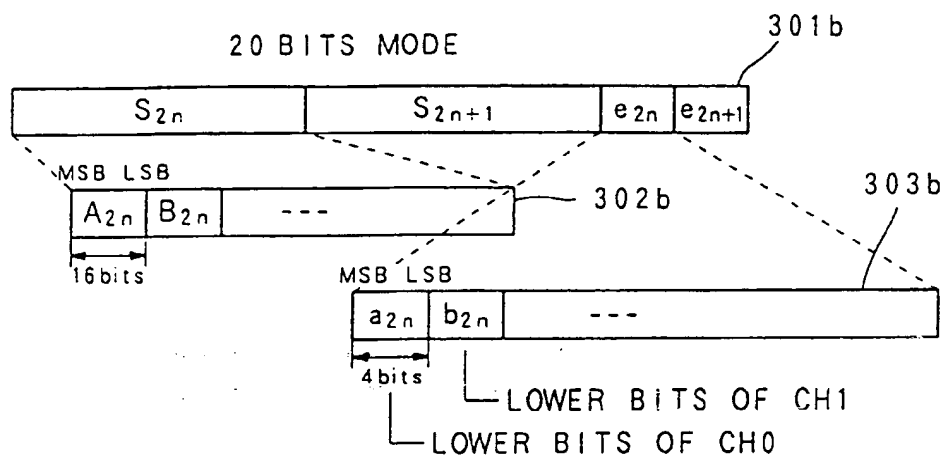 20 BITS MODE
301b
S2n S2n+1 e2n e2n+1
MSB LSB
A2n B2n ---
302b
303b
16bits
MSB LSB
a2n b2n ---
4bits
LOWER BITS OF CH1
LOWER BITS OF CH0